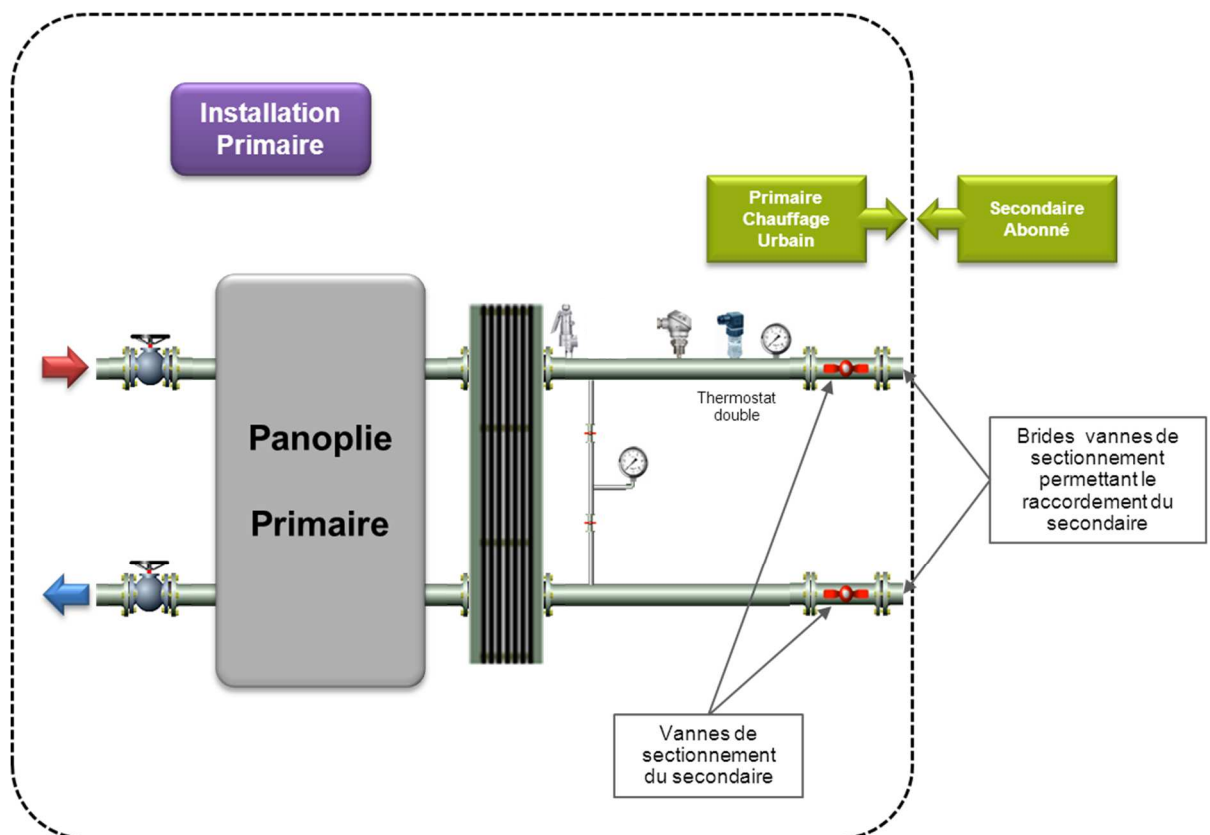 Installation
Primaire
Primaire
Chauffage
Urbain
Secondaire
Abonné
Thermostat
double
Panoplie
Primaire
Brides vannes de
sectionnement
permettant le
raccordement du
secondaire
Vannes de
sectionnement
du secondaire